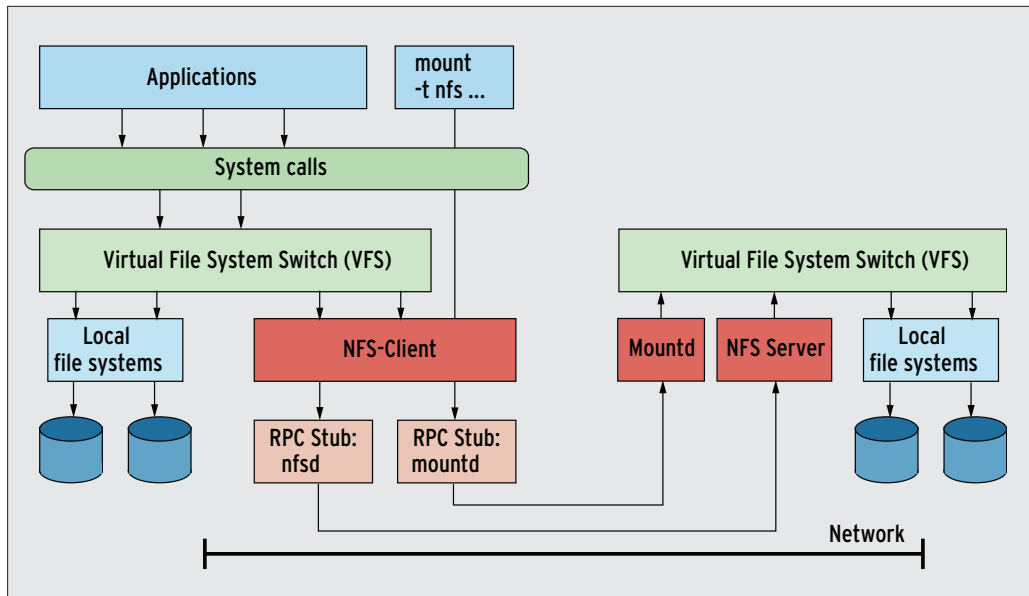 Applications
mount
-t nfs ...
System calls
Virtual File System Switch (VFS)
Virtual File System Switch (VFS)
Local
file systems
NFS-Client
Mountd
NFS Server
Local
file systems
RPC Stub:
nfsd
RPC Stub:
mountd
Network